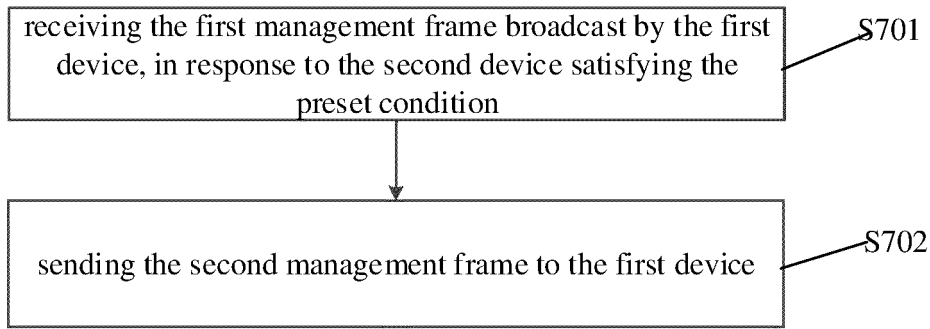 receiving the first management frame broadcast by the first
device, in response to the second device satisfying the
preset condition
S701
sending the second management frame to the first device
S702